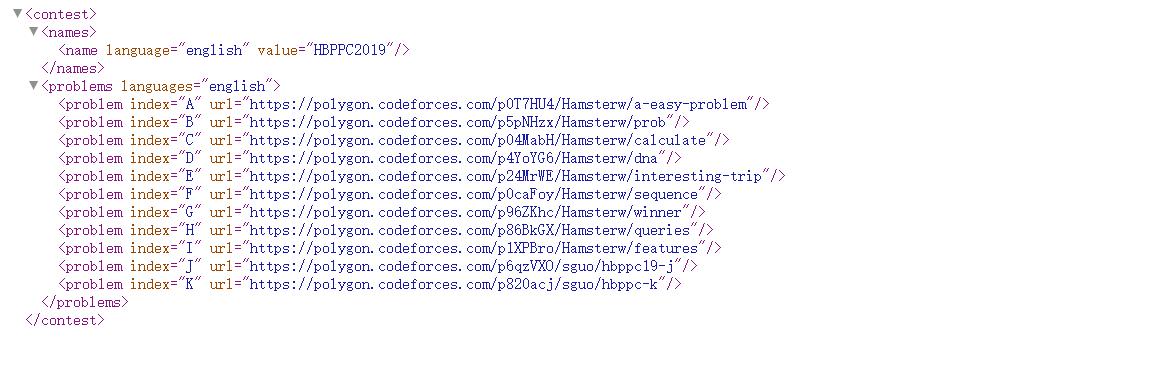 <contest>
<names>
<name language="english" value="HBPPC2019"/>
</names>
<problems languages="english">
<problem index="A" url="https://polygon.codeforces.com/p0T7HU4/Hamsterw/a-easy-problem"/>
<problem index="B" url="https://polygon.codeforces.com/p5pNHzx/Hamsterw/prob"/>
<problem index="C" url="https://polygon.codeforces.com/p04MabH/Hamsterw/calculate"/>
<problem index="D" url="https://polygon.codeforces.com/p4YoYG6/Hamsterw/dna"/>
<problem index="E" url="https://polygon.codeforces.com/p24MrWE/Hamsterw/interesting-trip"/>
<problem index="F" url="https://polygon.codeforces.com/p0caFoy/Hamsterw/sequence"/>
<problem index="G" url="https://polygon.codeforces.com/p96ZKhc/Hamsterw/winner"/>
<problem index="H" url="https://polygon.codeforces.com/p86BkGX/Hamsterw/queries"/>
<problem index="I" url="https://polygon.codeforces.com/p1XPBro/Hamsterw/features"/>
<problem index="J" url="https://polygon.codeforces.com/p6qzVXO/sguo/hbppc19-j"/>
<problem index="K" url="https://polygon.codeforces.com/p820acj/sguo/hbppc-k"/>
</problems>
</contest>